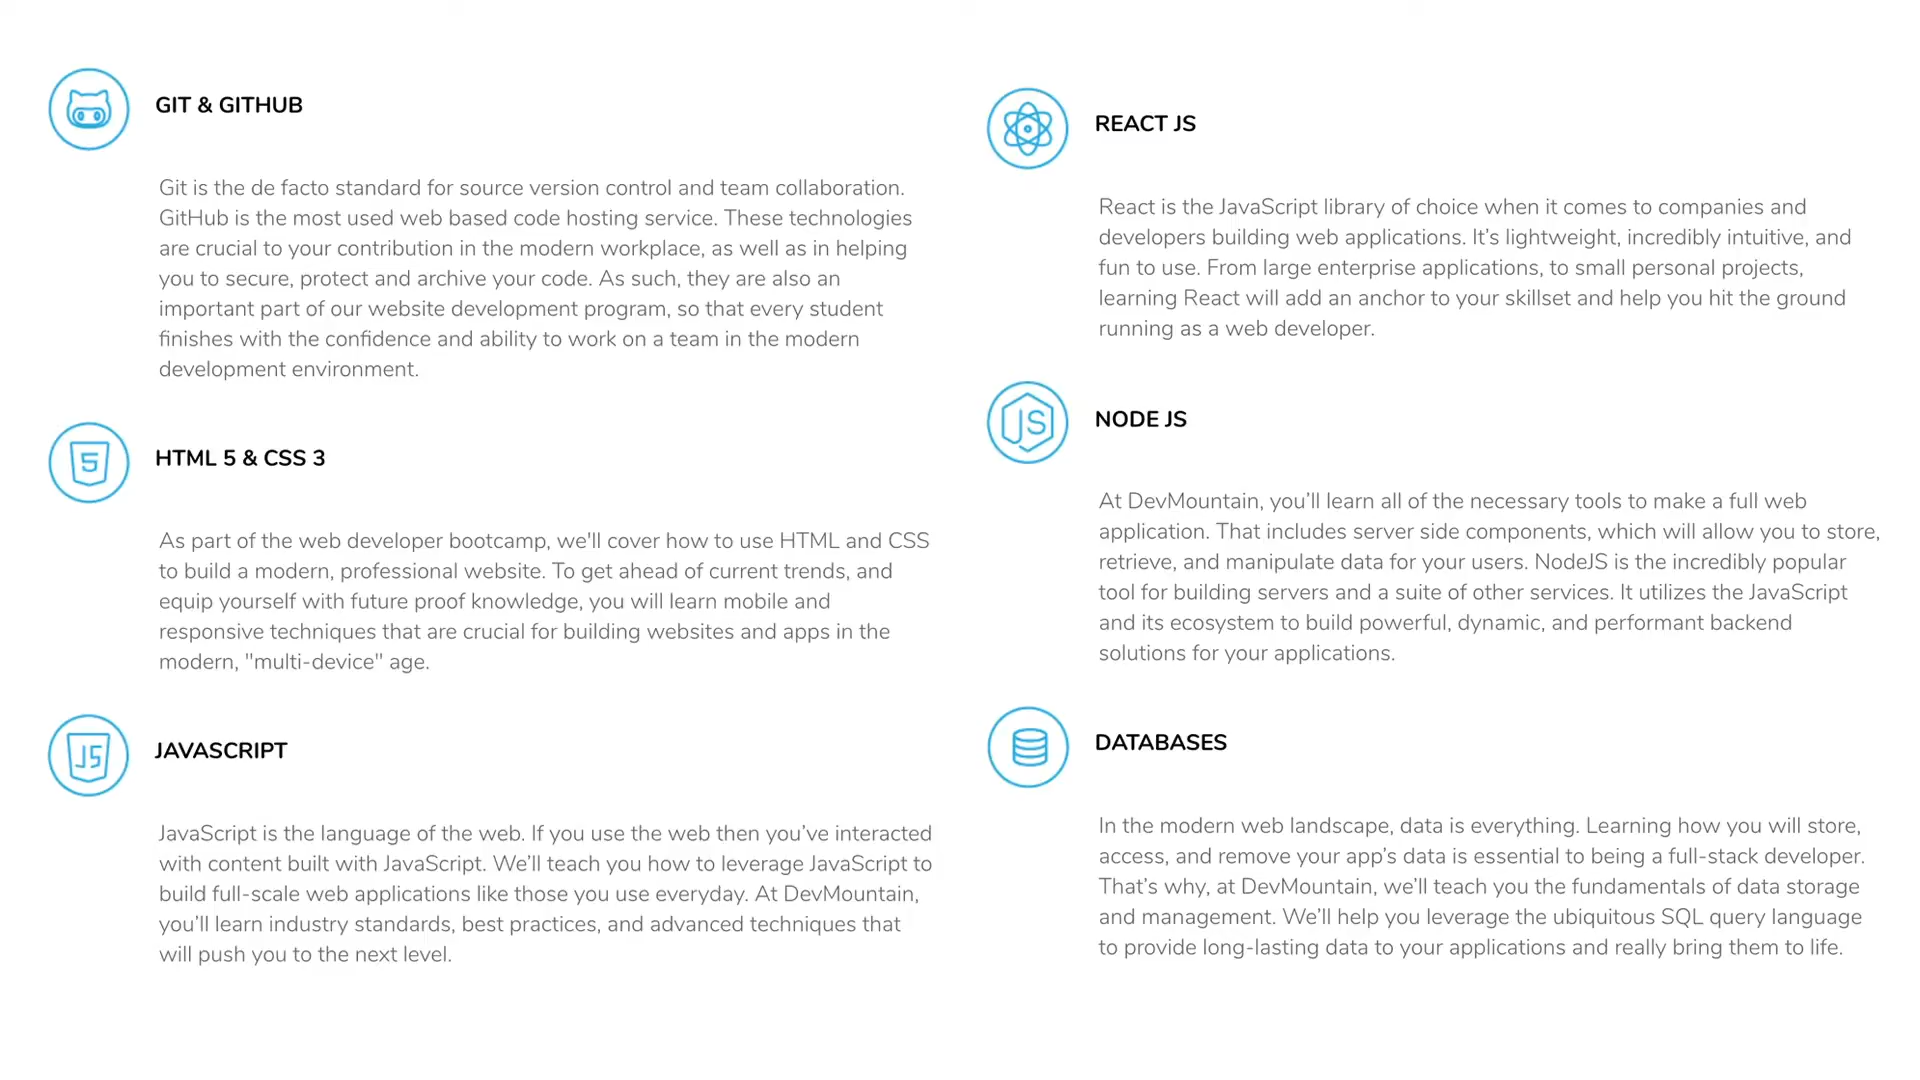 GIT & GITHUB
Git is the de facto standard for source version control and team collaboration.
GitHub is the most used web based code hosting service. These technologies
are crucial to your contribution in the modern workplace, as well as in helping
you to secure, protect and archive your code. As such, they are also an
important part of our website development program, so that every student
finishes with the confidence and ability to work on a team in the modern
development environment.
5
HTML 5 & CSS 3
As part of the web developer bootcamp, we'll cover how to use HTML and CSS
to build a modern, professional website. To get ahead of current trends, and
equip yourself with future proof knowledge, you will learn mobile and
responsive techniques that are crucial for building websites and apps in the
modern, "multi-device" age.
JS
JAVASCRIPT
JavaScript is the language of the web. If you use the web then you’ve interacted
with content built with JavaScript. We’ll teach you how to leverage JavaScript to
build full-scale web applications like those you use everyday. At DevMountain,
you’ll learn industry standards, best practices, and advanced techniques that
will push you to the next level.
REACT JS
React is the JavaScript library of choice when it comes to companies and
developers building web applications. It’s lightweight, incredibly intuitive, and
fun to use. From large enterprise applications, to small personal projects,
learning React will add an anchor to your skillset and help you hit the ground
running as a web developer.
JS
NODE JS
At DevMountain, you’ll learn all of the necessary tools to make a full web
application. That includes server side components, which will allow you to store,
retrieve, and manipulate data for your users. NodeJS is the incredibly popular
tool for building servers and a suite of other services. It utilizes the JavaScript
and its ecosystem to build powerful, dynamic, and performant backend
solutions for your applications.
DATABASES
In the modern web landscape, data is everything. Learning how you will store,
access, and remove your app’s data is essential to being a full-stack developer.
That’s why, at DevMountain, we’ll teach you the fundamentals of data storage
and management. We’ll help you leverage the ubiquitous SQL query language
to provide long-lasting data to your applications and really bring them to life.